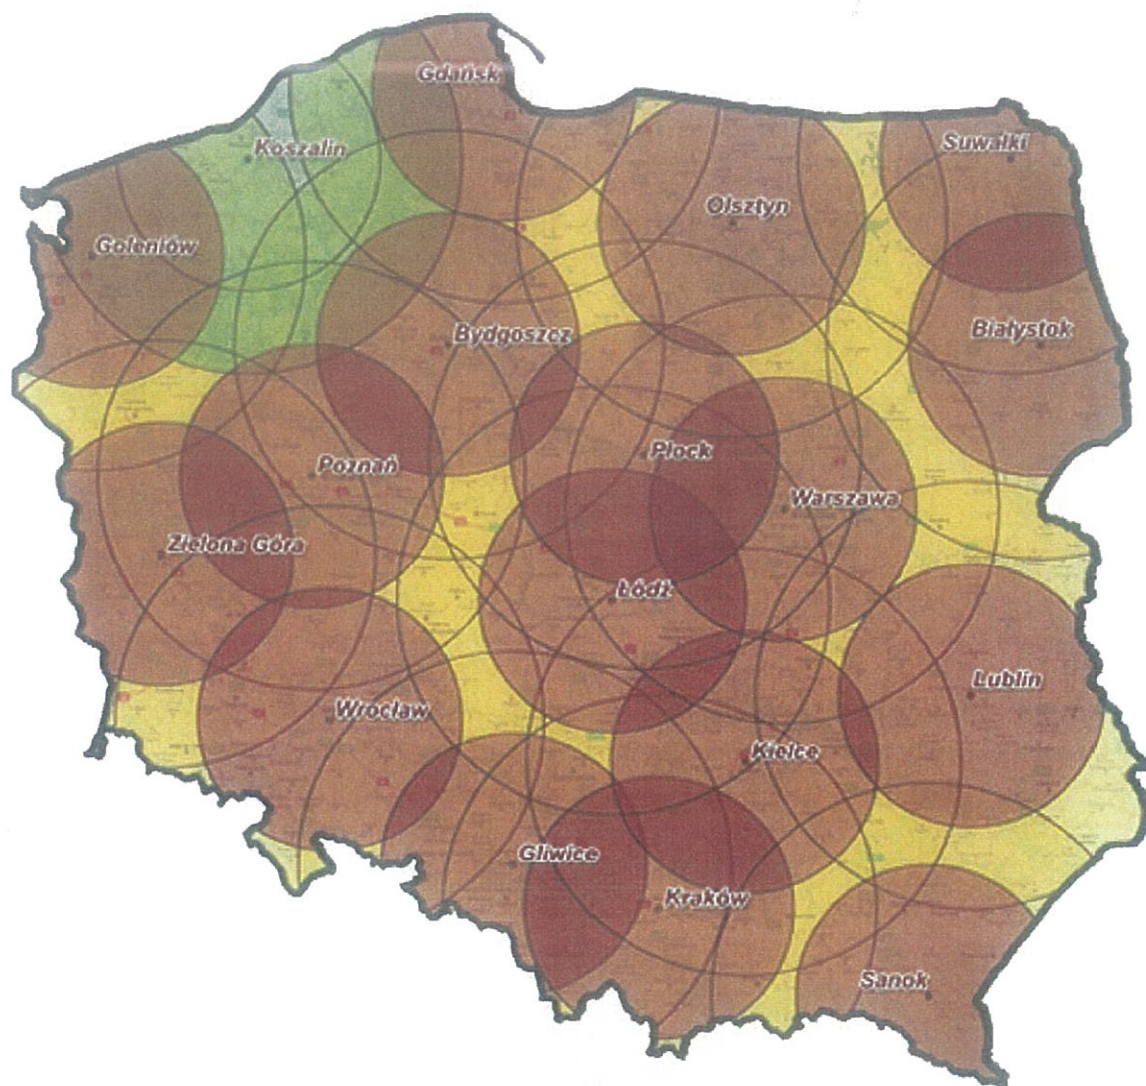 Gdańsk
Koszalin
Suwałki
Olsztyn
Goleniów
Białystok
Bydgoszcz
Płock
Poznań
Warszawa
Zielona Góra
Łódź
Lublin
Wrocław
Kielce
Gliwice
Kraków
Sanok